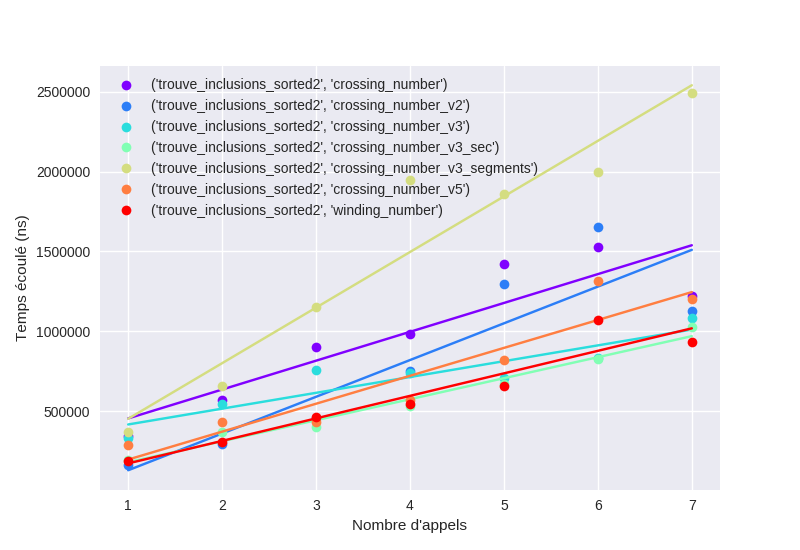 2500000
2000000
1500000
1000000
500000
Temps écoulé (ns)
('trouve_inclusions_sorted2', 'crossing_number')
('trouve_inclusions_sorted2', 'crossing_number_v2')
('trouve_inclusions_sorted2', 'crossing_number_v3')
('trouve_inclusions_sorted2', 'crossing_number_v3_sec')
('trouve_inclusions_sorted2', 'crossing_number_v3_segments')
('trouve_inclusions_sorted2', 'crossing_number_v5')
('trouve_inclusions_sorted2', 'winding_number')
1 2 3 4 5 6 7
Nombre d'appels